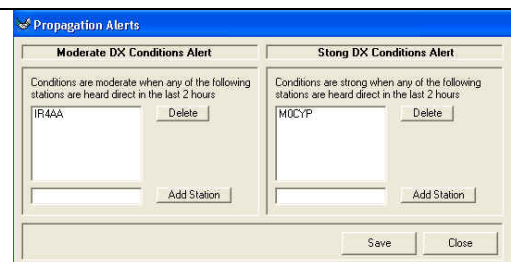 Propagation Alerts
Moderate DX Conditions Alert
Conditions are moderate when any of the following
stations are heard direct in the last 2 hours
IR4AA
Delete
Add Station
Stong DX Conditions Alert
Conditions are strong when any of the following
stations are heard direct in the last 2 hours
M0CYP
Delete
Add Station
Save
Close